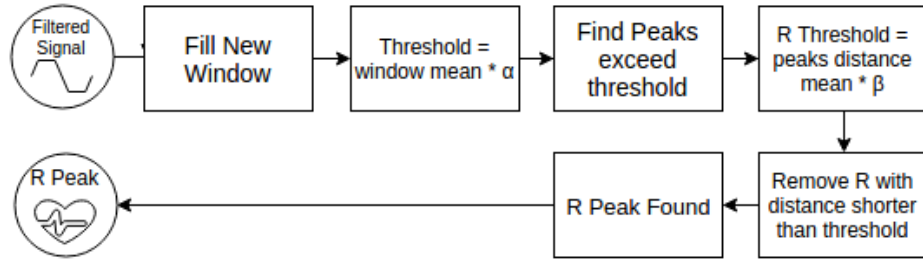 Filtered
Signal
Fill New
Window
Threshold =
window mean * α
Find Peaks
exceed
threshold
R Threshold =
peaks distance
mean * β
Remove R with
distance shorter
than threshold
R Peak Found
R Peak